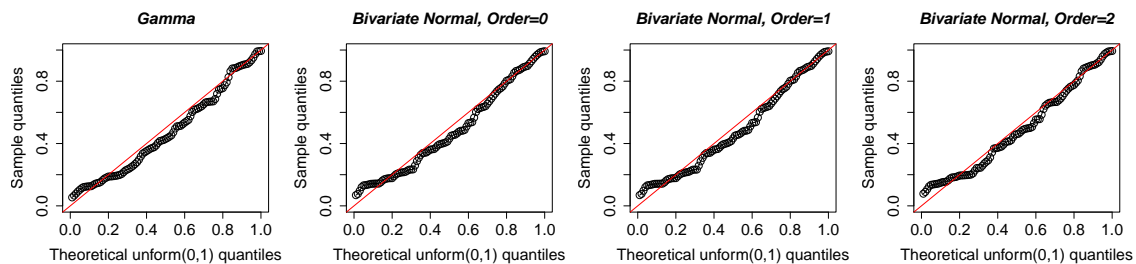 Gamma
Sample quantiles
0.0 0.4 0.8
0.0 0.2 0.4 0.6 0.8 1.0
Theoretical unform(0,1) quantiles
Bivariate Normal, Order=0
Sample quantiles
0.0 0.4 0.8
0.0 0.2 0.4 0.6 0.8 1.0
Theoretical unform(0,1) quantiles
Bivariate Normal, Order=1
Sample quantiles
0.0 0.4 0.8
0.0 0.2 0.4 0.6 0.8 1.0
Theoretical unform(0,1) quantiles
Bivariate Normal, Order=2
Sample quantiles
0.0 0.4 0.8
0.0 0.2 0.4 0.6 0.8 1.0
Theoretical unform(0,1) quantiles